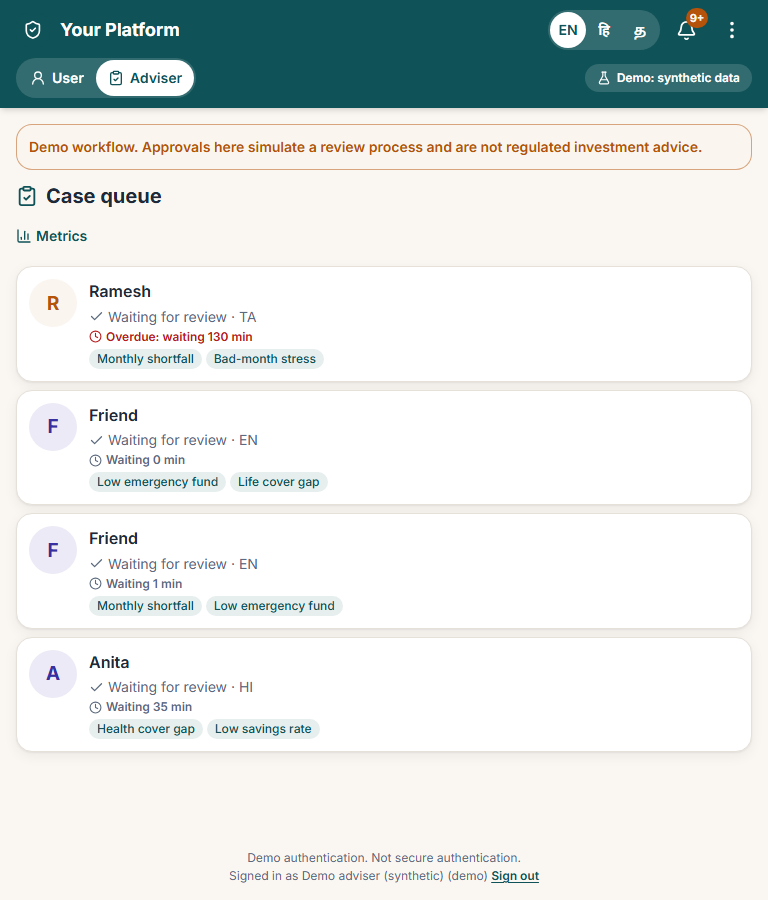 Your Platform
EN हि த 9+
User Adviser Demo: synthetic data
Demo workflow. Approvals here simulate a review process and are not regulated investment advice.
Case queue
Metrics
R
Ramesh
Waiting for review · TA
Overdue: waiting 130 min
Monthly shortfall Bad-month stress
F
Friend
Waiting for review · EN
Waiting 0 min
Low emergency fund Life cover gap
F
Friend
Waiting for review · EN
Waiting 1 min
Monthly shortfall Low emergency fund
A
Anita
Waiting for review · HI
Waiting 35 min
Health cover gap Low savings rate
Demo authentication. Not secure authentication.
Signed in as Demo adviser (synthetic) (demo) Sign out